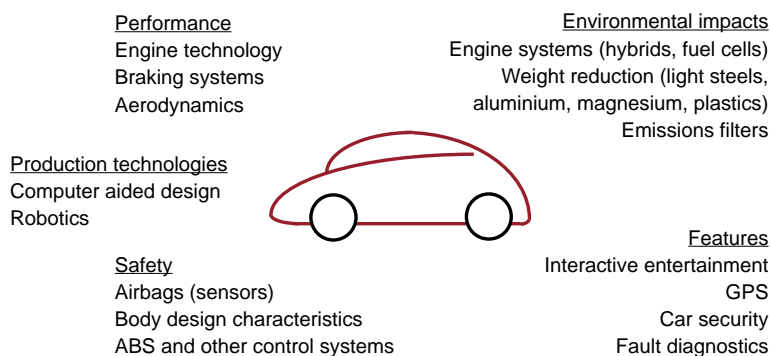 Performance
Engine technology
Braking systems
Aerodynamics
Environmental impacts
Engine systems (hybrids, fuel cells)
Weight reduction (light steels,
aluminium, magnesium, plastics)
Emissions filters
Production technologies
Computer aided design
Robotics
Safety
Airbags (sensors)
Body design characteristics
ABS and other control systems
Features
Interactive entertainment
GPS
Car security
Fault diagnostics